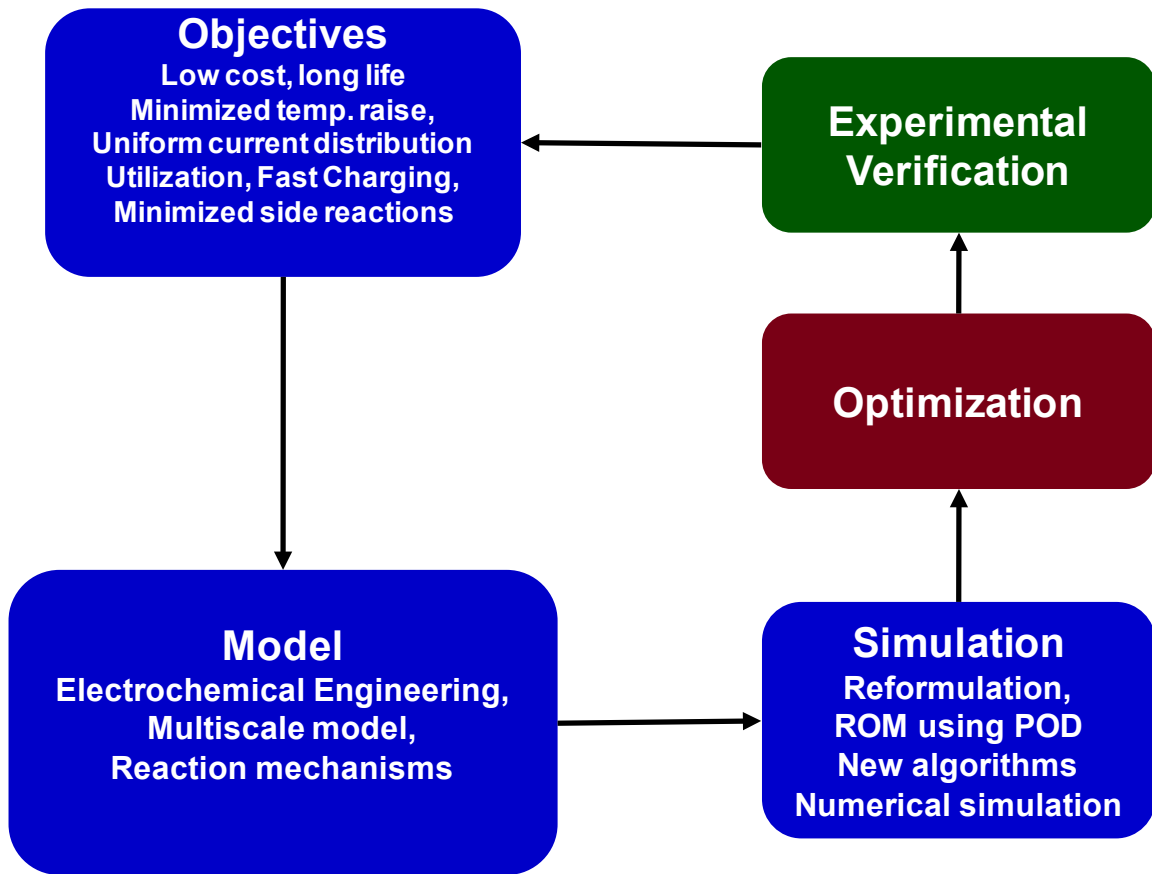 Objectives
Low cost, long life
Minimized temp. raise,
Uniform current distribution
Utilization, Fast Charging,
Minimized side reactions
Experimental
Verification
Optimization
Model
Electrochemical Engineering,
Multiscale model,
Reaction mechanisms
Simulation
Reformulation,
ROM using POD
New algorithms
Numerical simulation